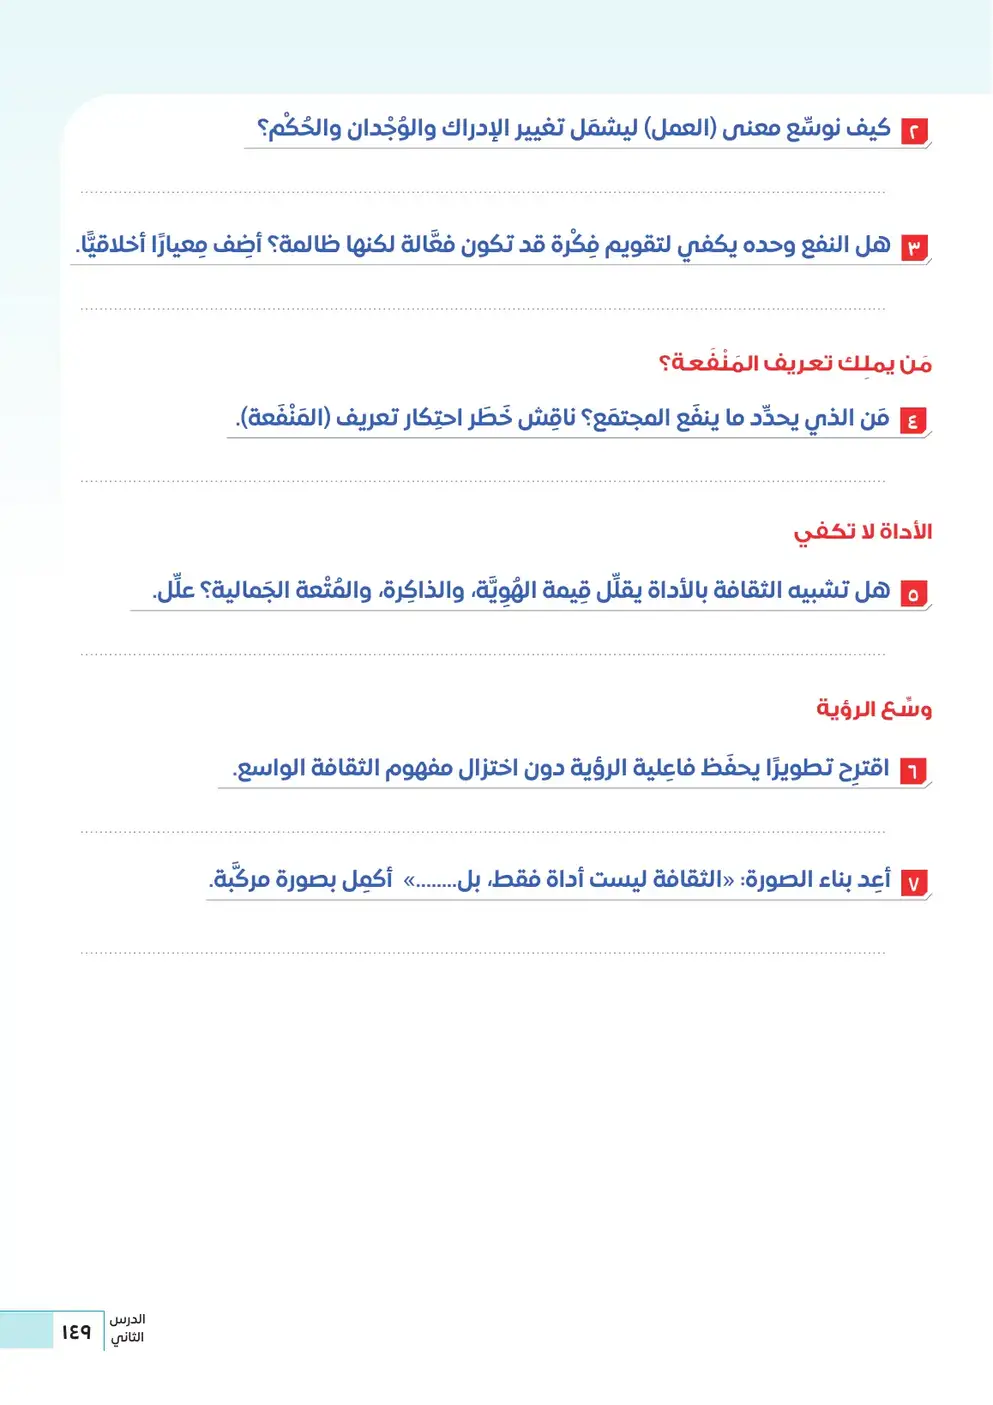 ٢ كيف نوسِّع معنى (العمل) ليشمَل تغيير الإدراك والوُجْدان والحُكْم؟
٣ هل النفع وحده يكفي لتقويم فِكْرة قد تكون فعَّالة لكنها ظالمة؟ أضِف مِعيارًا أخلاقيًّا.
مَن يملِك تعريف المَنْفَعة؟
٤ مَن الذي يحدِّد ما ينفَع المجتمَع؟ ناقِش خَطَر احتِكار تعريف (المَنْفَعة).
الأداة لا تكفي
٥ هل تشبيه الثقافة بالأداة يقلِّل قِيمة الهُوِيَّة، والذاكِرة، والمُتْعة الجَمالية؟ علِّل.
وسِّع الرؤية
٦ اقترِح تطويرًا يحفَظ فاعِلية الرؤية دون اختزال مفهوم الثقافة الواسع.
٧ أعِد بناء الصورة: «الثقافة ليست أداة فقط، بل........» أكمِل بصورة مركَّبة.
الدرس
الثاني
١٤٩